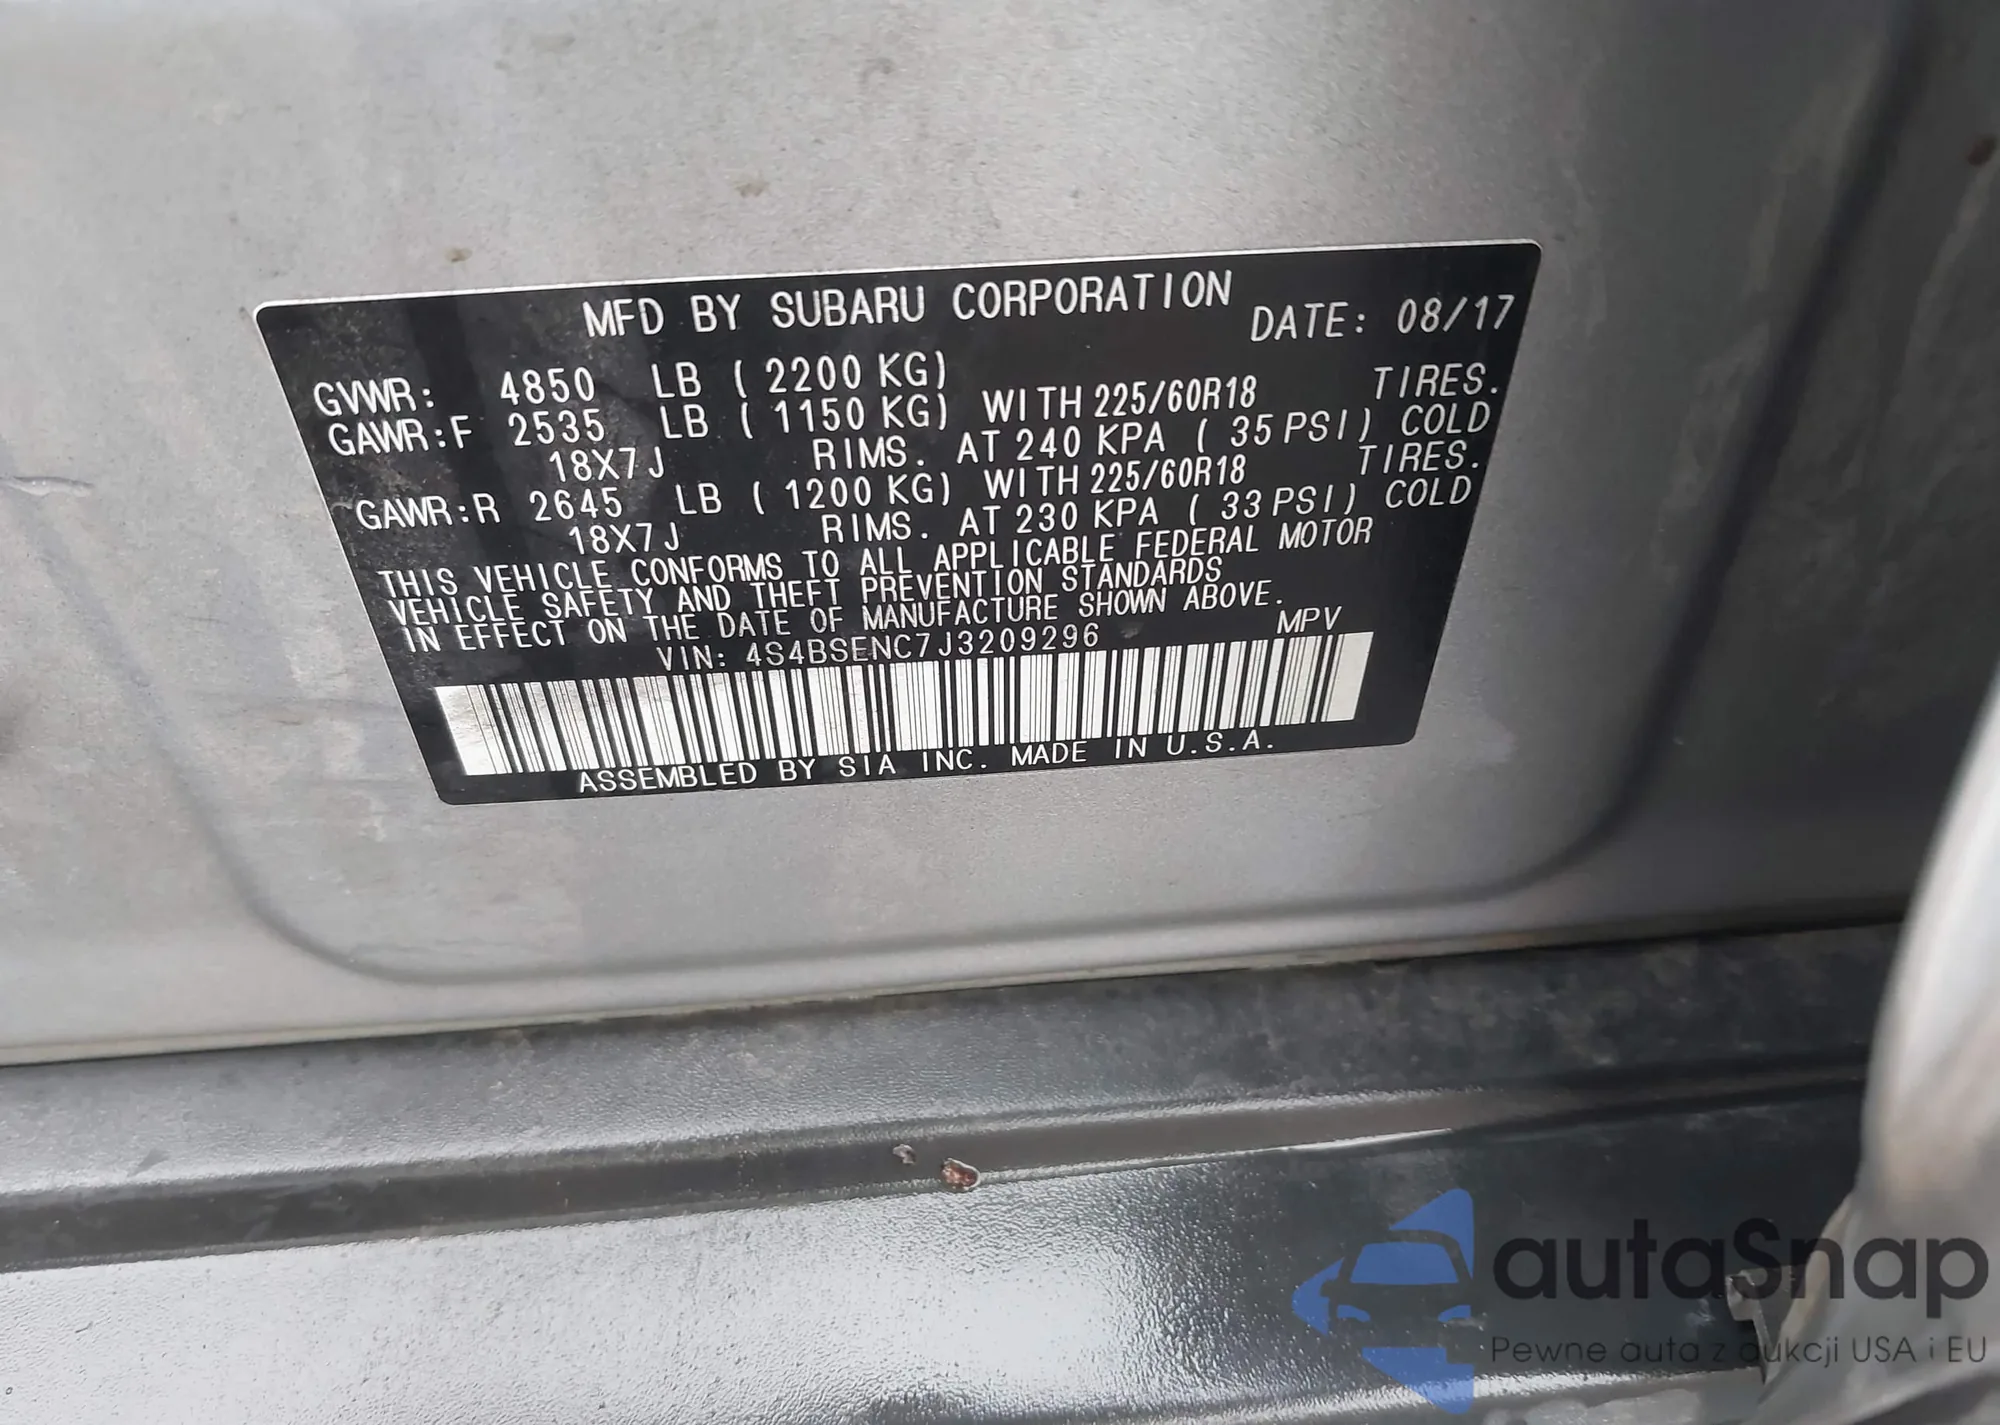 MFD BY SUBARU CORPORATION DATE: 08/17
GVWR: 4850 LB ( 2200 KG)
GAWR:F 2535 LB ( 1150 KG) WITH 225/60R18 TIRES.
18X7J RIMS. AT 240 KPA ( 35 PSI) COLD
GAWR:R 2645 LB ( 1200 KG) WITH 225/60R18 TIRES.
18X7J RIMS. AT 230 KPA ( 33 PSI) COLD
THIS VEHICLE CONFORMS TO ALL APPLICABLE FEDERAL MOTOR
VEHICLE SAFETY AND THEFT PREVENTION STANDARDS
IN EFFECT ON THE DATE OF MANUFACTURE SHOWN ABOVE.
VIN: 4S4BSENC7J3209296 MPV
ASSEMBLED BY SIA INC. MADE IN U.S.A.
autaSnap
Pewne auta z aukcji USA i EU